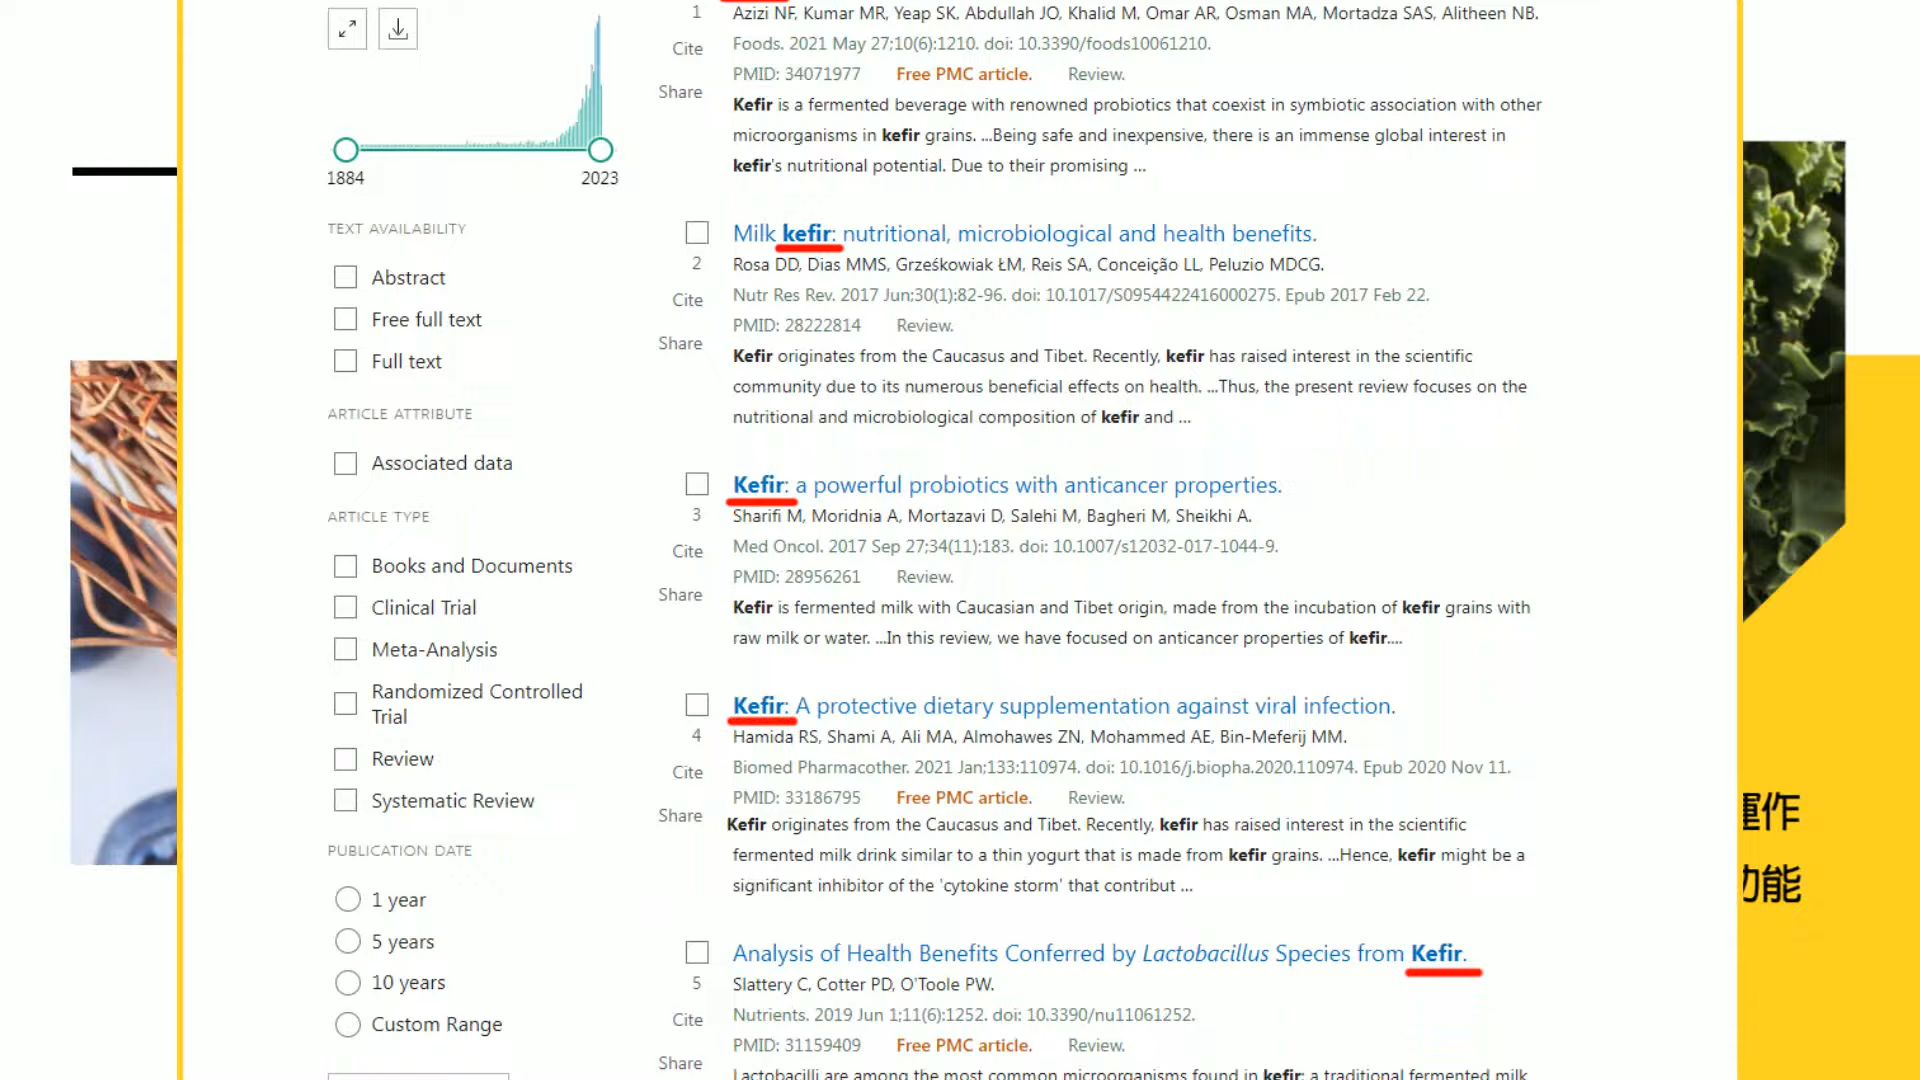 1884
2023
TEXT AVAILABILITY
Abstract
Free full text
Full text
ARTICLE ATTRIBUTE
Associated data
ARTICLE TYPE
Books and Documents
Clinical Trial
Meta-Analysis
Randomized Controlled
Trial
Review
Systematic Review
PUBLICATION DATE
1 year
5 years
10 years
Custom Range
1
Cite
Share
Azizi NF, Kumar MR, Yeap SK, Abdullah JO, Khalid M, Omar AR, Osman MA, Mortadza SAS, Alitheen NB.
Foods. 2021 May 27;10(6):1210. doi: 10.3390/foods10061210.
PMID: 34071977 Free PMC article. Review.
Kefir is a fermented beverage with renowned probiotics that coexist in symbiotic association with other
microorganisms in kefir grains. ...Being safe and inexpensive, there is an immense global interest in
kefir's nutritional potential. Due to their promising ...
2
Cite
Share
Milk kefir: nutritional, microbiological and health benefits.
Rosa DD, Dias MMS, Grześkowiak ŁM, Reis SA, Conceição LL, Peluzio MDCG.
Nutr Res Rev. 2017 Jun;30(1):82-96. doi: 10.1017/S0954422416000275. Epub 2017 Feb 22.
PMID: 28222814 Review.
Kefir originates from the Caucasus and Tibet. Recently, kefir has raised interest in the scientific
community due to its numerous beneficial effects on health. ...Thus, the present review focuses on the
nutritional and microbiological composition of kefir and ...
3
Cite
Share
Kefir: a powerful probiotics with anticancer properties.
Sharifi M, Moridnia A, Mortazavi D, Salehi M, Bagheri M, Sheikhi A.
Med Oncol. 2017 Sep 27;34(11):183. doi: 10.1007/s12032-017-1044-9.
PMID: 28956261 Review.
Kefir is fermented milk with Caucasian and Tibet origin, made from the incubation of kefir grains with
raw milk or water. ...In this review, we have focused on anticancer properties of kefir....
4
Cite
Share
Kefir: A protective dietary supplementation against viral infection.
Hamida RS, Shami A, Ali MA, Almohawes ZN, Mohammed AE, Bin-Meferij MM.
Biomed Pharmacother. 2021 Jan;133:110974. doi: 10.1016/j.biopha.2020.110974. Epub 2020 Nov 11.
PMID: 33186795 Free PMC article. Review.
Kefir originates from the Caucasus and Tibet. Recently, kefir has raised interest in the scientific
fermented milk drink similar to a thin yogurt that is made from kefir grains. ...Hence, kefir might be a
significant inhibitor of the 'cytokine storm' that contribut ...
5
Cite
Share
Analysis of Health Benefits Conferred by Lactobacillus Species from Kefir.
Slattery C, Cotter PD, O'Toole PW.
Nutrients. 2019 Jun 1;11(6):1252. doi: 10.3390/nu11061252.
PMID: 31159409 Free PMC article. Review.
Lactobacilli are among the most common microorganisms found in kefir; a traditional fermented milk
運作
功能